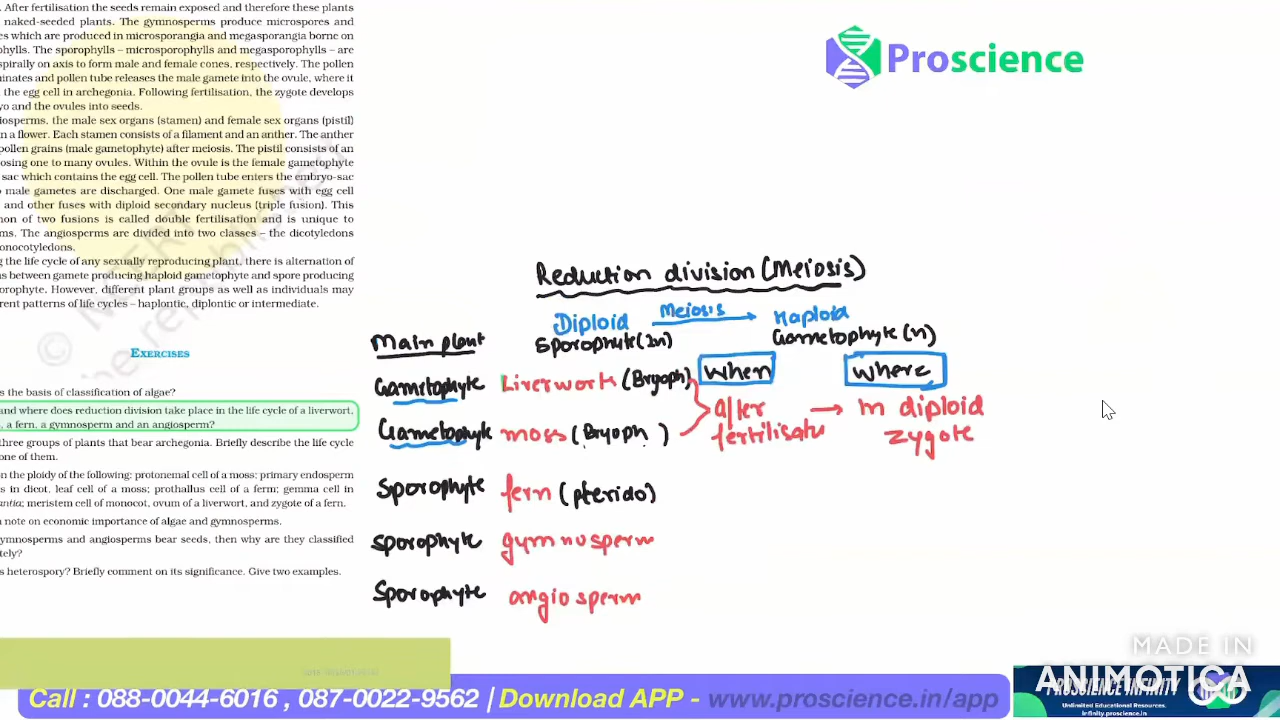 . After fertilisation the seeds remain exposed and therefore these plants
naked-seeded plants. The gymnosperms produce microspores and
es which are produced in microsporangia and megasporangia borne on
phylls. The sporophylls – microsporophylls and megasporophylls – are
spirally on axis to form male and female cones, respectively. The pollen
minates and pollen tube releases the male gamete into the ovule, where it
the egg cell in archegonia. Following fertilisation, the zygote develops
yo and the ovules into seeds.
giosperms, the male sex organs (stamen) and female sex organs (pistil)
n a flower. Each stamen consists of a filament and an anther. The anther
pollen grains (male gametophyte) after meiosis. The pistil consists of an
losing one to many ovules. Within the ovule is the female gametophyte
sac which contains the egg cell. The pollen tube enters the embryo-sac
o male gametes are discharged. One male gamete fuses with egg cell
and other fuses with diploid secondary nucleus (triple fusion). This
non of two fusions is called double fertilisation and is unique to
ms. The angiosperms are divided into two classes – the dicotyledons
onocotyledons.
g the life cycle of any sexually reproducing plant, there is alternation of
s between gamete producing haploid gametophyte and spore producing
orophyte. However, different plant groups as well as individuals may
rent patterns of life cycles – haplontic, diplontic or intermediate.
EXERCISES
s the basis of classification of algae?
and where does reduction division take place in the life cycle of a liverwort,
, a fern, a gymnosperm and an angiosperm?
three groups of plants that bear archegonia. Briefly describe the life cycle
one of them.
on the ploidy of the following: protonemal cell of a moss; primary endosperm
s in dicot, leaf cell of a moss; prothallus cell of a fern; gemma cell in
antia; meristem cell of monocot, ovum of a liverwort, and zygote of a fern.
note on economic importance of algae and gymnosperms.
ymnosperms and angiosperms bear seeds, then why are they classified
tely?
s heterospory? Briefly comment on its significance. Give two examples.
Proscience
Reduction division (Meiosis)
Diploid Meiosis Haploid
Main plant Sporophyte (2n) Gametophyte (n)
Gametophyte Liverwork (Bryoph) when where
Gametophyte moss (Bryoph ) after fertilisatn → in diploid zygote
Sporophyte fern (pterido)
Sporophyte gymnosperm
Sporophyte angiosperm
Call : 088-0044-6016 , 087-0022-9562 | Download APP - www.proscience.in/app
MADE IN
ANIMOTICA
PROSCIENCE INFINITY
Unlimited Educational Resources.
Infinity.proscience.in